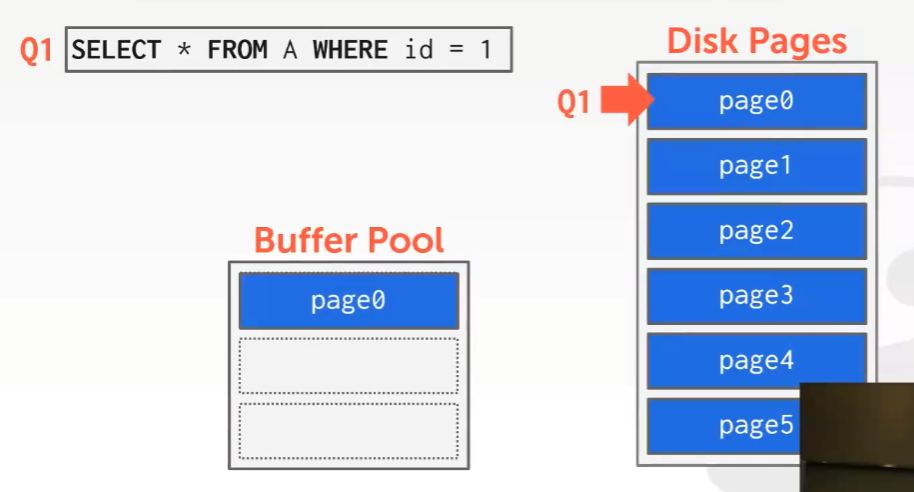 Q1 SELECT * FROM A WHERE id = 1
Disk Pages
Q1 page0
page1
page2
page3
page4
page5
Buffer Pool
page0